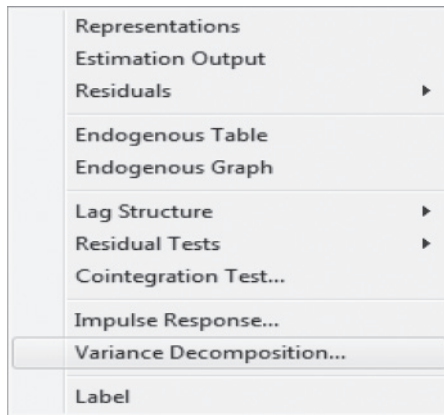 Representations
Estimation Output
Residuals
Endogenous Table
Endogenous Graph
Lag Structure
Residual Tests
Cointegration Test...
Impulse Response...
Variance Decomposition...
Label